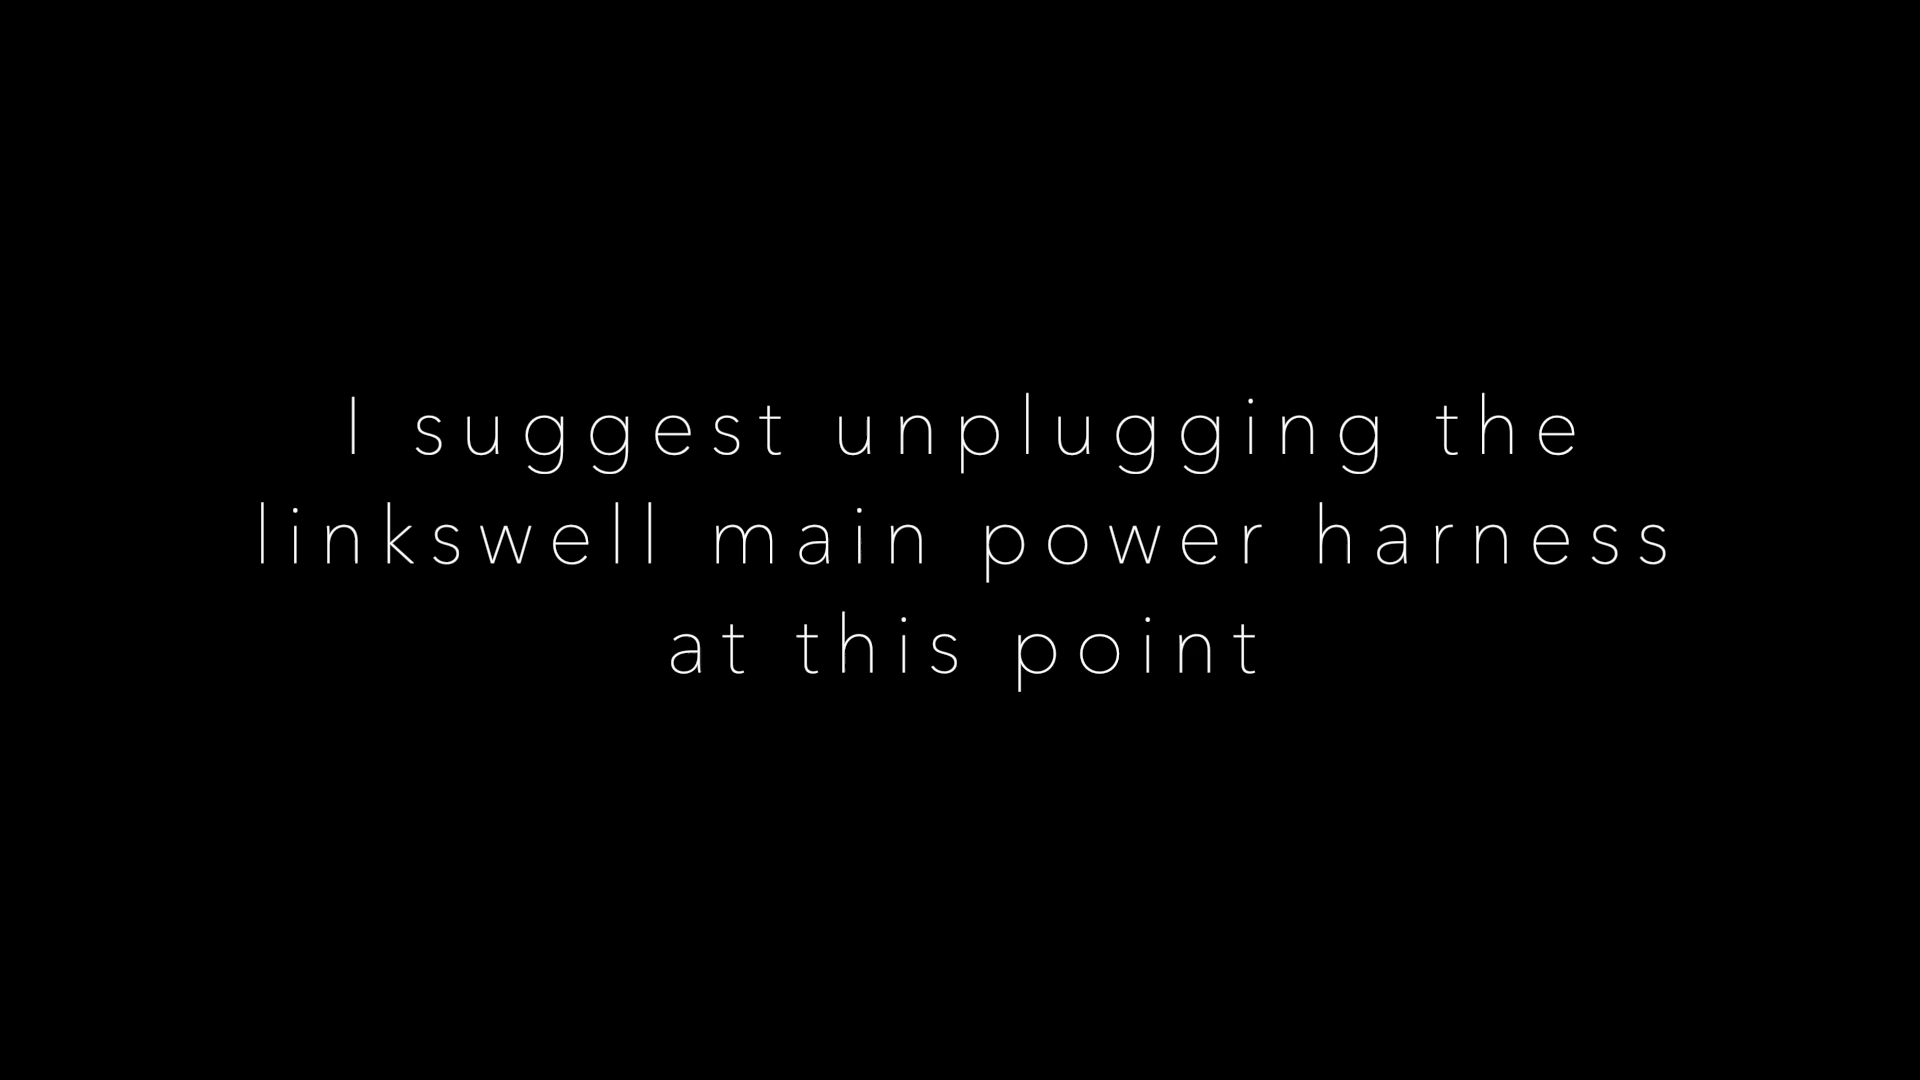 I suggest unplugging the
linkswell main power harness
at this point